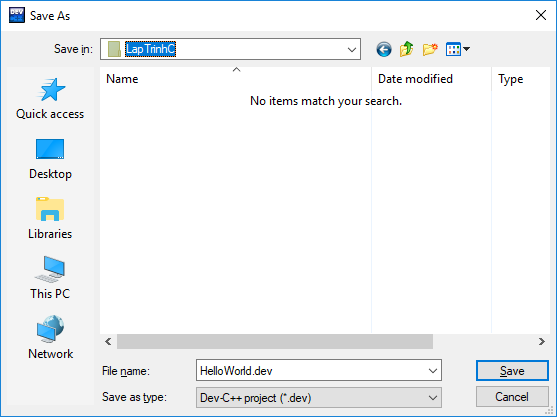 Save As
Save in: LapTrinhC
Name Date modified Type
No items match your search.
Quick access
Desktop
Libraries
This PC
Network
File name: HelloWorld.dev Save
Save as type: Dev-C++ project (*.dev) Cancel